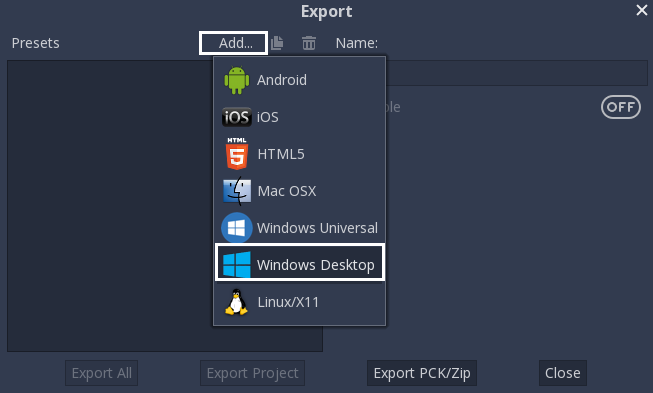 Export
Presets Add... Name:
Android
ble OFF
iOS
HTML
HTML5
Mac OSX
Windows Universal
Windows Desktop
Linux/X11
Export All Export Project Export PCK/Zip Close